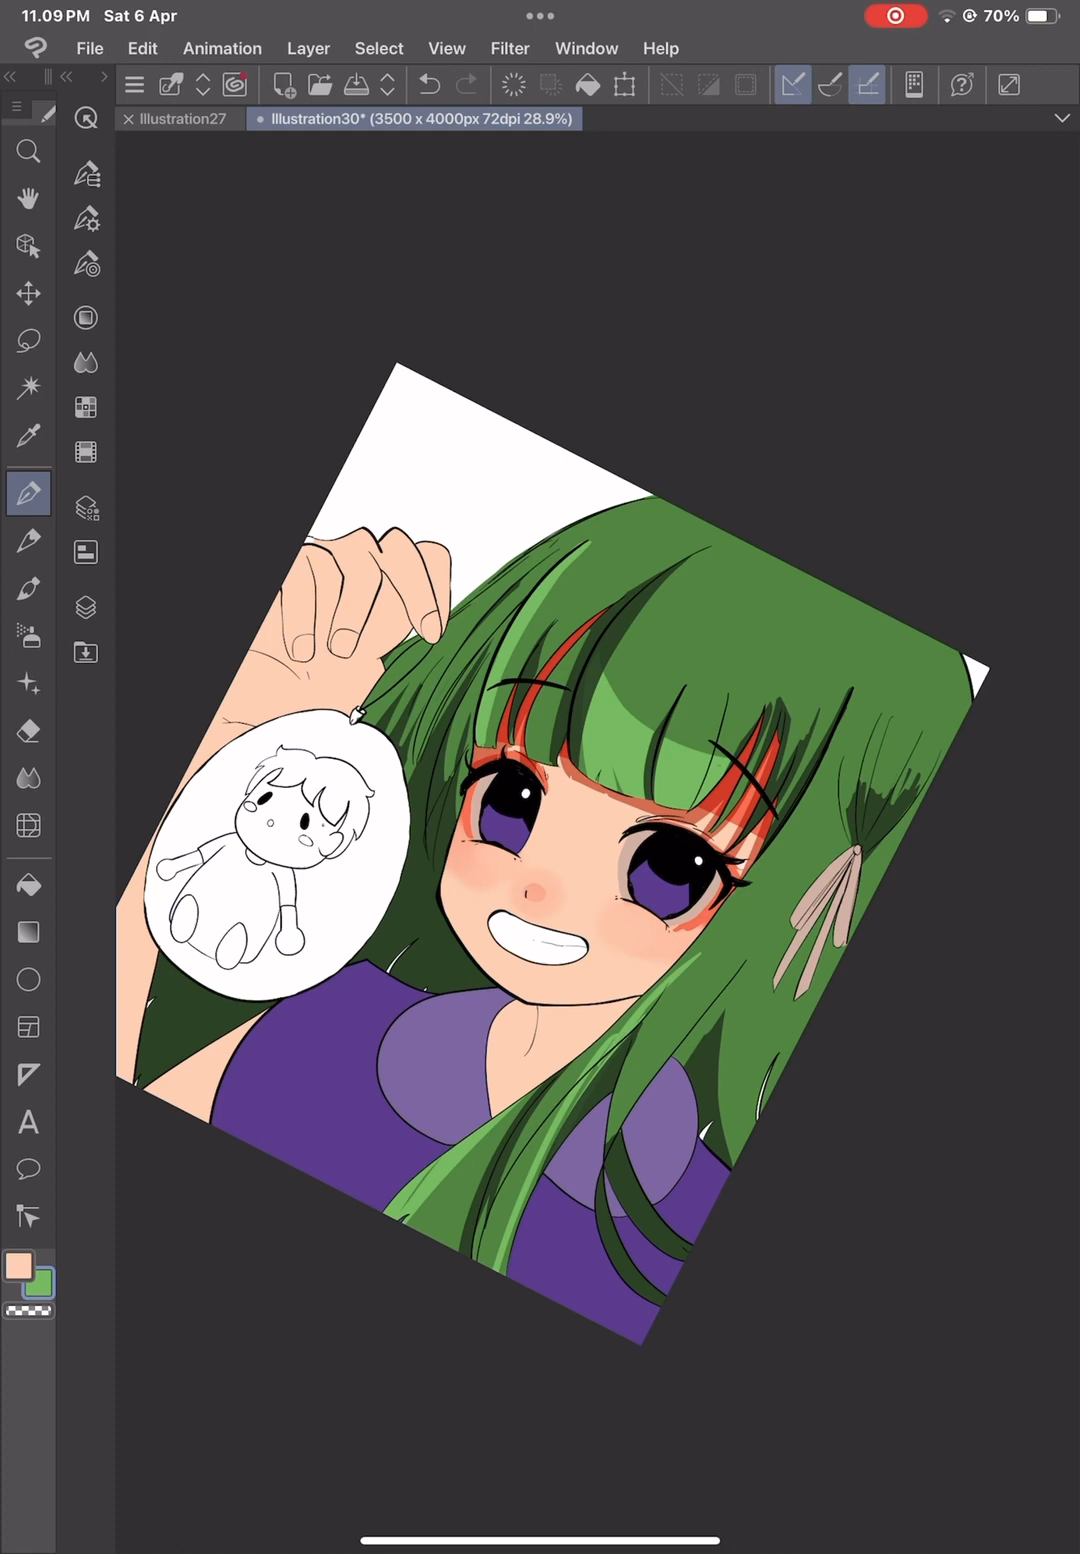 11.09 PM Sat 6 Apr
70%
File Edit Animation Layer Select View Filter Window Help
Illustration27 Illustration30* (3500 x 4000px 72dpi 28.9%)